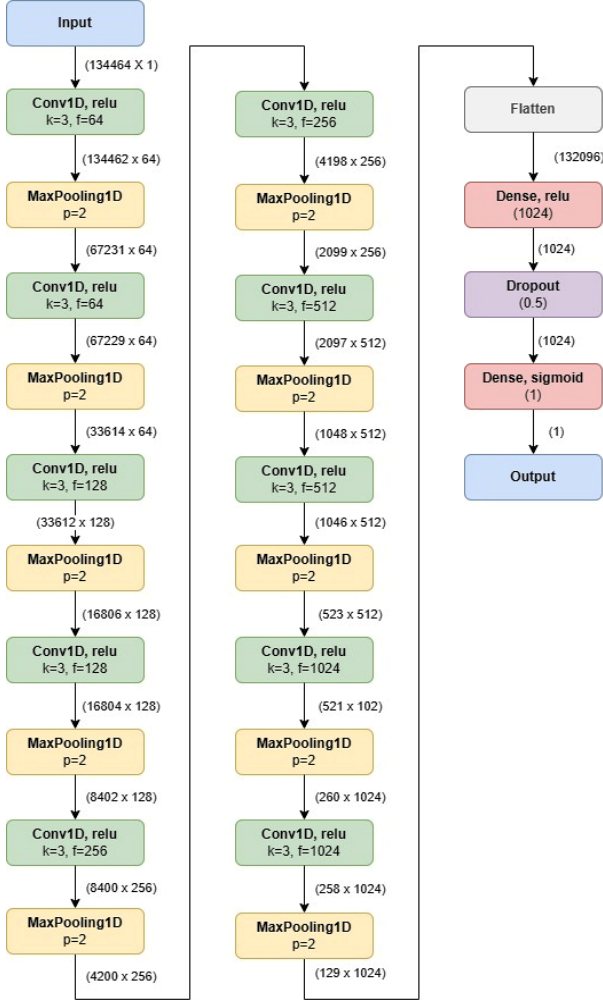 Input
(134464 X 1)
Conv1D, relu
k=3, f=64
(134462 x 64)
MaxPooling1D
p=2
(67231 x 64)
Conv1D, relu
k=3, f=64
(67229 x 64)
MaxPooling1D
p=2
(33614 x 64)
Conv1D, relu
k=3, f=128
(33612 x 128)
MaxPooling1D
p=2
(16806 x 128)
Conv1D, relu
k=3, f=128
(16804 x 128)
MaxPooling1D
p=2
(8402 x 128)
Conv1D, relu
k=3, f=256
(8400 x 256)
MaxPooling1D
p=2
(4200 x 256)
Conv1D, relu
k=3, f=256
(4198 x 256)
MaxPooling1D
p=2
(2099 x 256)
Conv1D, relu
k=3, f=512
(2097 x 512)
MaxPooling1D
p=2
(1048 x 512)
Conv1D, relu
k=3, f=512
(1046 x 512)
MaxPooling1D
p=2
(523 x 512)
Conv1D, relu
k=3, f=1024
(521 x 102)
MaxPooling1D
p=2
(260 x 1024)
Conv1D, relu
k=3, f=1024
(258 x 1024)
MaxPooling1D
p=2
(129 x 1024)
Flatten
(132096)
Dense, relu
(1024)
(1024)
Dropout
(0.5)
(1024)
Dense, sigmoid
(1)
(1)
Output